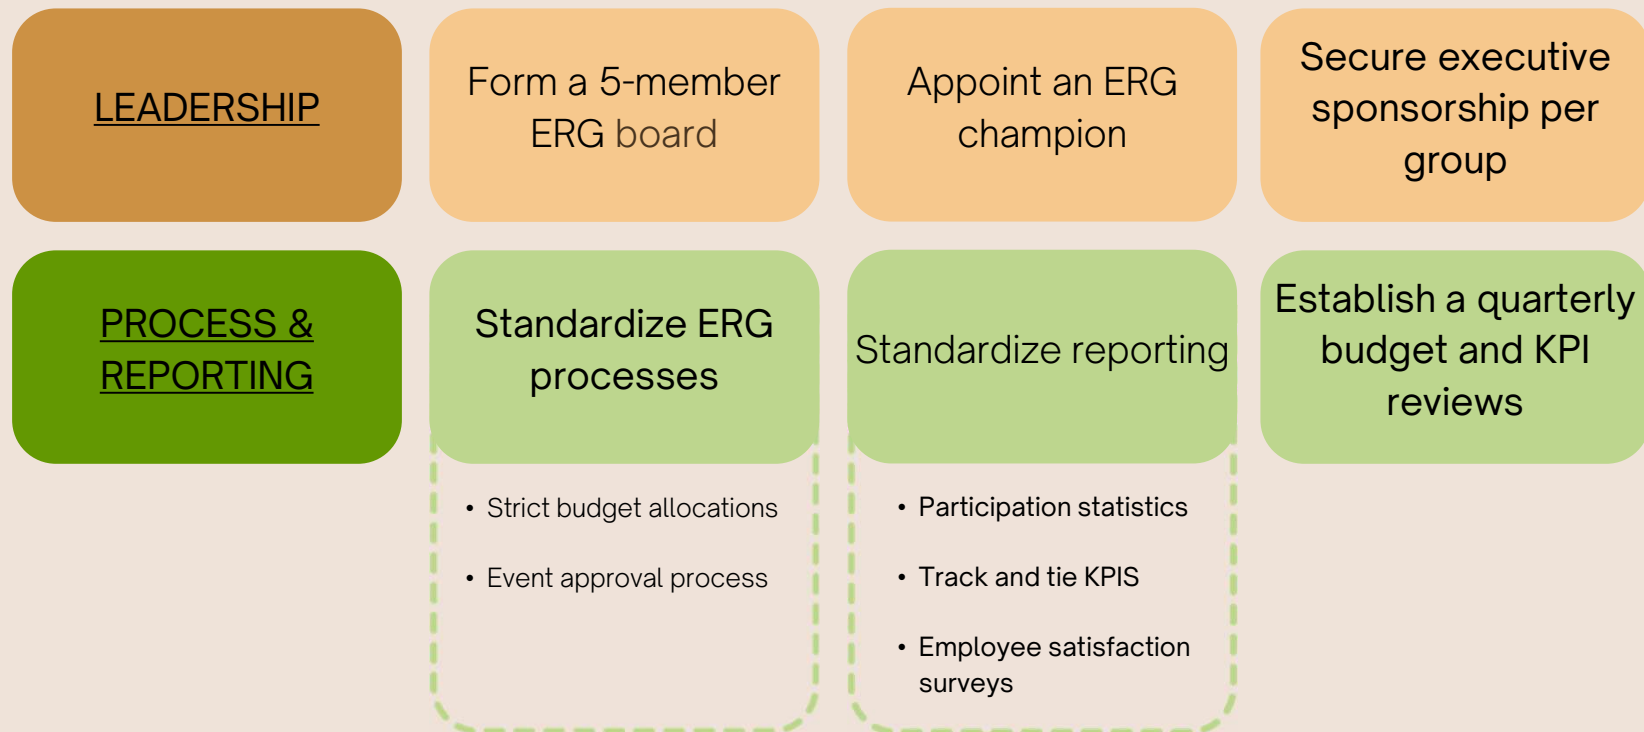 LEADERSHIP
Form a 5-member
ERG board
Appoint an ERG
champion
Secure executive
sponsorship per
group
PROCESS &
REPORTING
Standardize ERG
processes
Standardize reporting
Establish a quarterly
budget and KPI
reviews
• Strict budget allocations
• Event approval process
• Participation statistics
• Track and tie KPIS
• Employee satisfaction
surveys